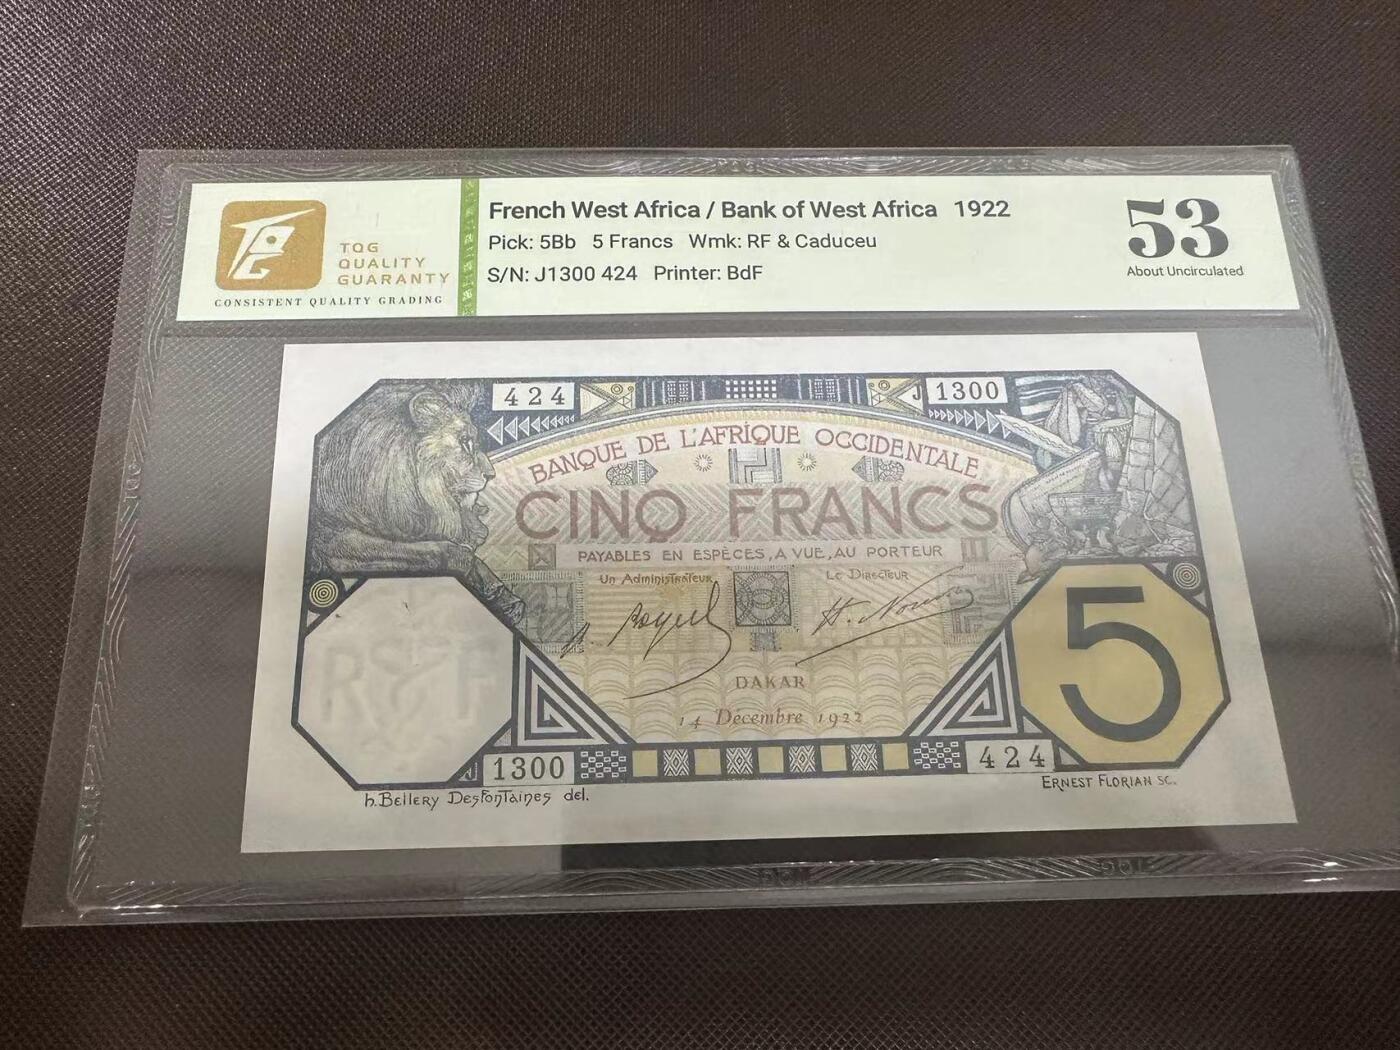 TQG
QUALITY
GUARANTY
CONSISTENT QUALITY GRADING
French West Africa / Bank of West Africa 1922
Pick: 5Bb 5 Francs Wmk: RF & Caduceu
S/N: J1300 424 Printer: BdF
53
About Uncirculated
424
J 1300
BANQUE DE L'AFRIQUE OCCIDENTALE
CINQ FRANCS
PAYABLES EN ESPÈCES, A VUE, AU PORTEUR
Un Administrateur
Le Directeur
R F
5
DAKAR
14 Décembre 1922
J 1300
424
h. Bellery Desfontaines del.
ERNEST FLORIAN SC.